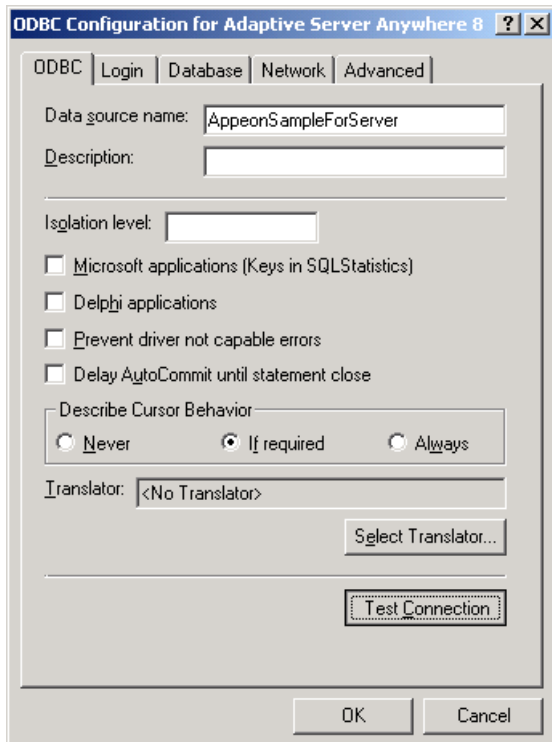 ODBC Configuration for Adaptive Server Anywhere 8
ODBC Login Database Network Advanced
Data source name: AppeonSampleForServer
Description:
Isolation level:
Microsoft applications (Keys in SQLStatistics)
Delphi applications
Prevent driver not capable errors
Delay AutoCommit until statement close
Describe Cursor Behavior
Never If required Always
Translator: <No Translator>
Select Translator...
Test Connection
OK Cancel